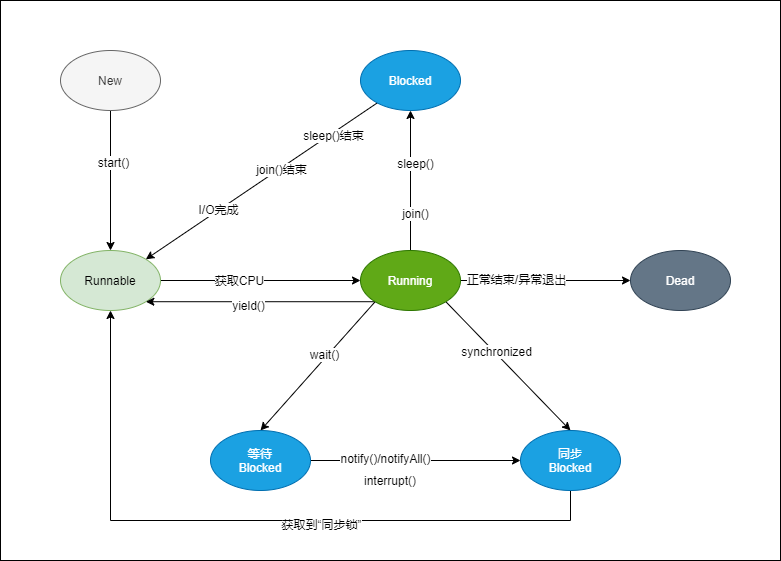 New
Blocked
start()
sleep()结束
join()结束
I/O完成
sleep()
join()
Runnable
获取CPU
Running
正常结束/异常退出
Dead
yield()
wait()
synchronized
等待
Blocked
notify()/notifyAll()
interrupt()
同步
Blocked
获取到“同步锁”